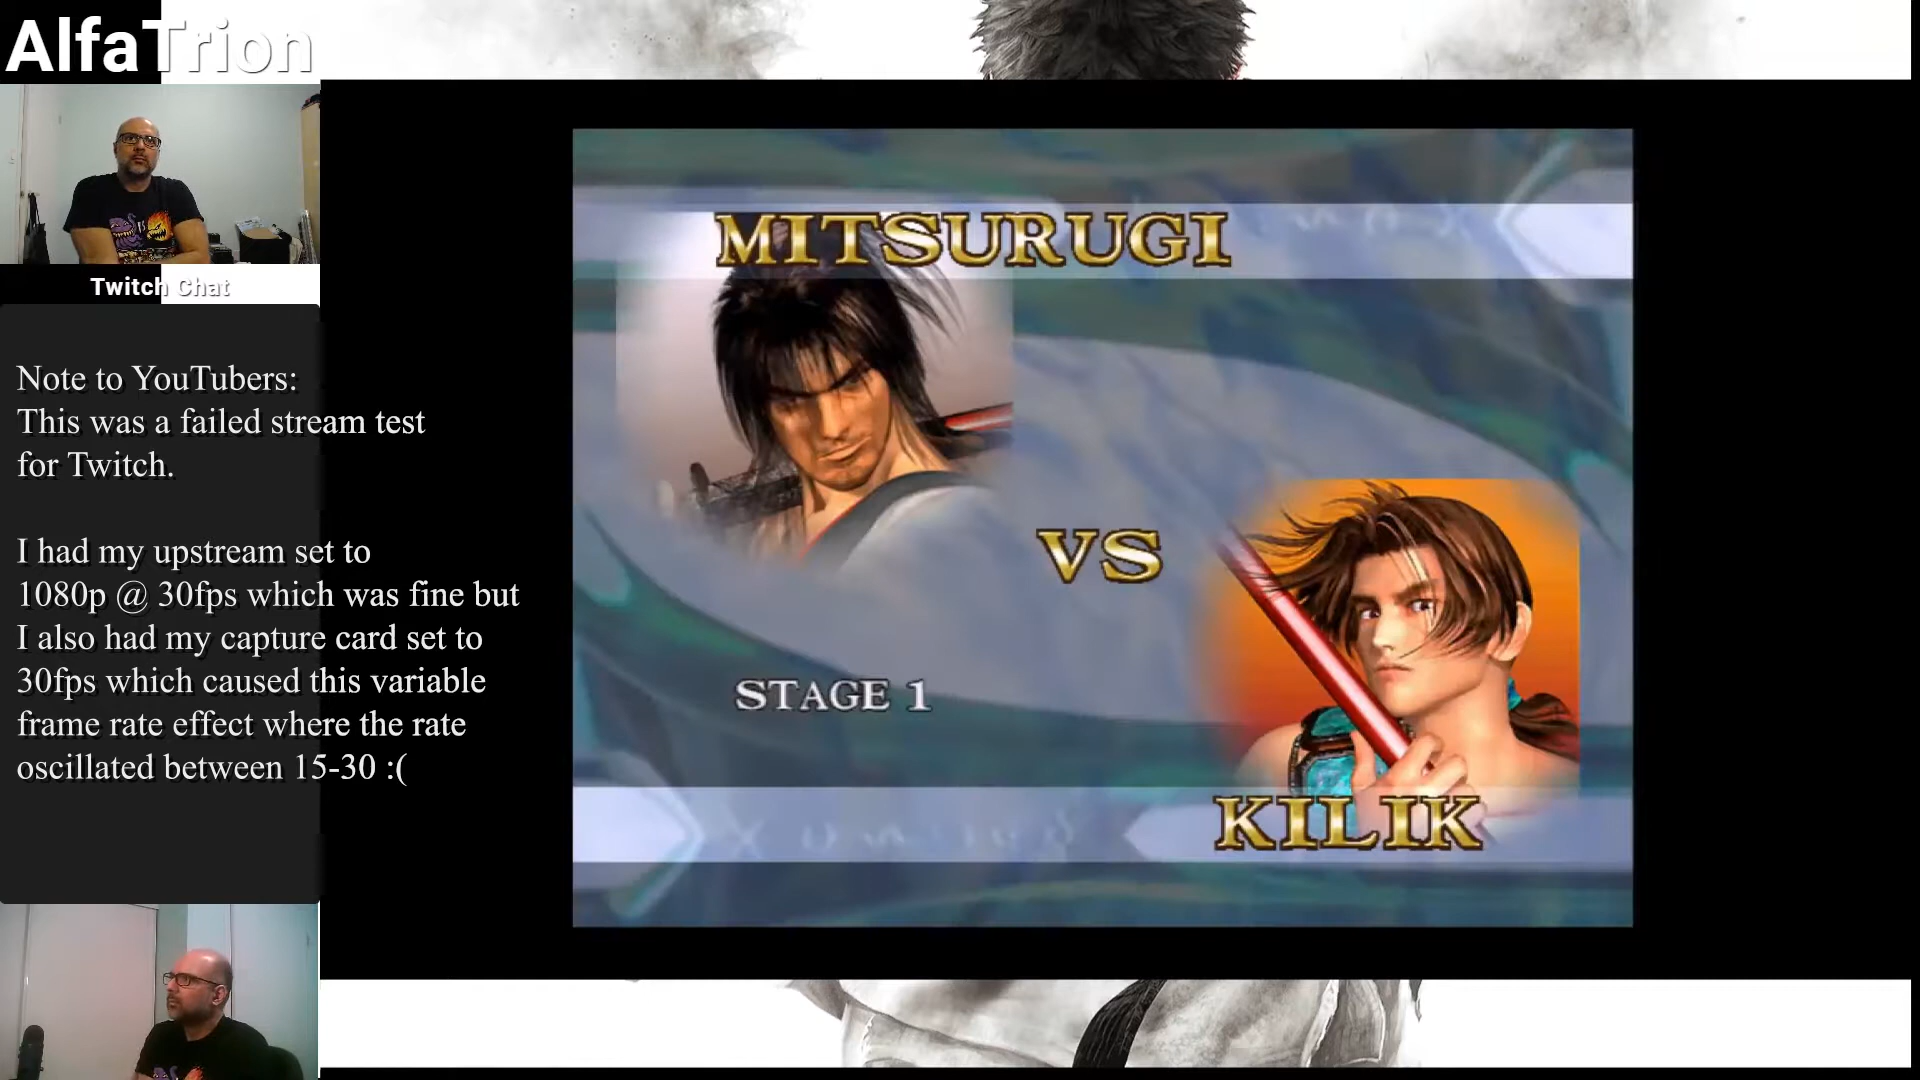 AlfaTrion
Twitch Chat
Note to YouTubers:
This was a failed stream test
for Twitch.
I had my upstream set to
1080p @ 30fps which was fine but
I also had my capture card set to
30fps which caused this variable
frame rate effect where the rate
oscillated between 15-30 :(
MITSURUGI
VS
STAGE 1
KILIK